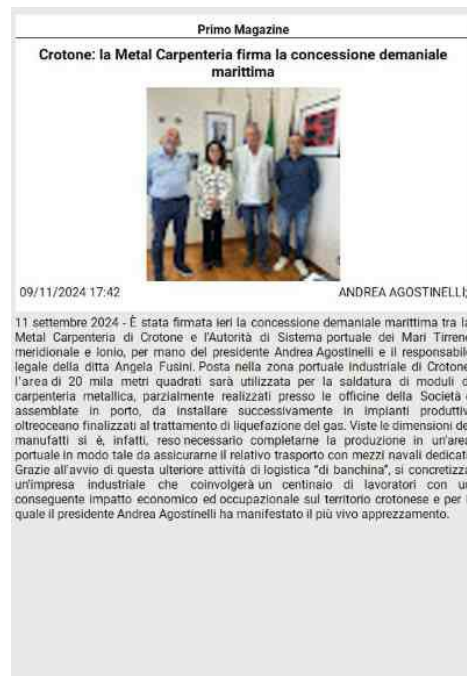 Primo Magazine
Crotone: la Metal Carpenteria firma la concessione demaniale
marittima
09/11/2024 17:42 ANDREA AGOSTINELLI;
11 settembre 2024 - È stata firmata ieri la concessione demaniale marittima tra la
Metal Carpenteria di Crotone e l'Autorità di Sistema portuale dei Mari Tirreno
meridionale e Ionio, per mano del presidente Andrea Agostinelli e il responsabil
legale della ditta Angela Fusini. Posta nella zona portuale industriale di Crotone
l'area di 20 mila metri quadrati sarà utilizzata per la saldatura di moduli d
carpenteria metallica, parzialmente realizzati presso le officine della Società
assemblate in porto, da installare successivamente in impianti produttiv
oltreoceano finalizzati al trattamento di liquefazione del gas. Viste le dimensioni de
manufatti si è, infatti, reso necessario completarne la produzione in un'area
portuale in modo tale da assicurarne il relativo trasporto con mezzi navali dedicat
Grazie all'avvio di questa ulteriore attività di logistica "di banchina", si concretizza
un'impresa industriale che coinvolgerà un centinaio di lavoratori con un
conseguente impatto economico ed occupazionale sul territorio crotonese e per i
quale il presidente Andrea Agostinelli ha manifestato il più vivo apprezzamento.